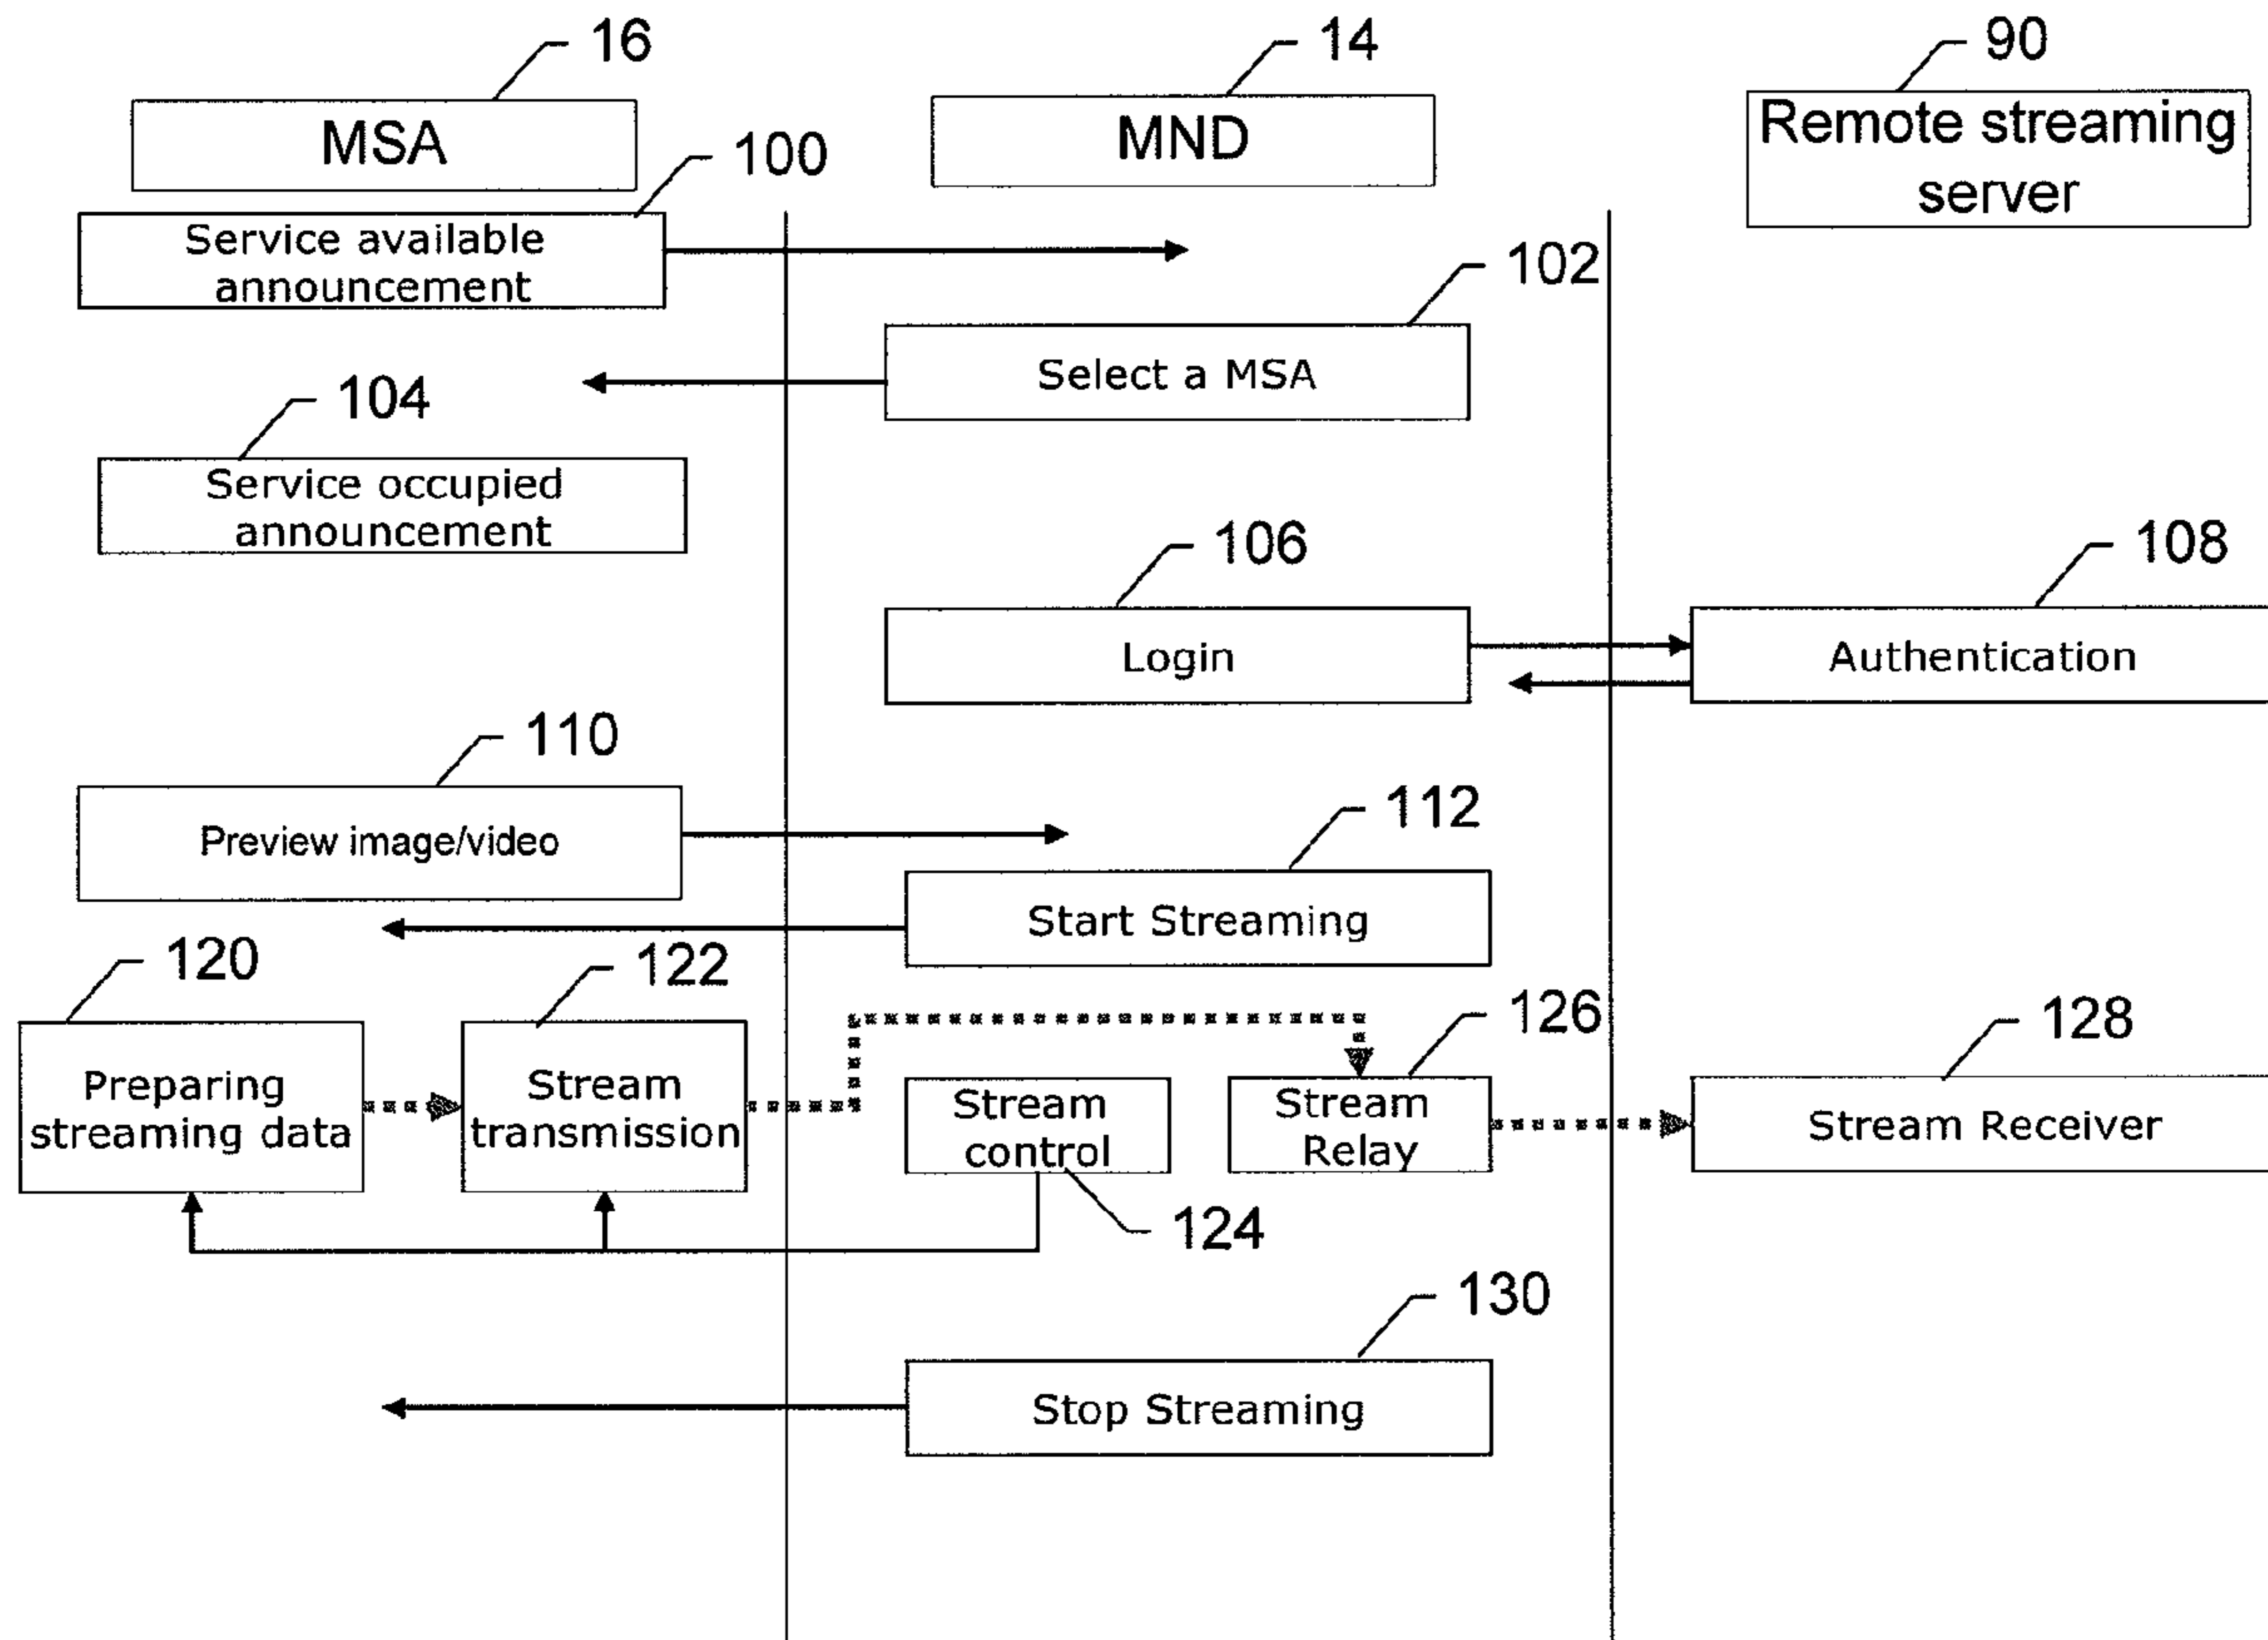 16
14
90
MSA
MND
Remote streaming
server
100
Service available
announcement
102
Select a MSA
104
Service occupied
announcement
106
108
Login
Authentication
110
Preview image/video
112
Start Streaming
120
122
126
128
Preparing
streaming data
Stream
transmission
Stream
control
Stream
Relay
Stream Receiver
124
130
Stop Streaming